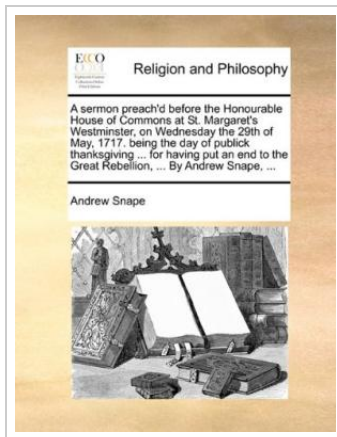 ECCO
Religion and Philosophy
A sermon preach'd before the Honourable
House of Commons at St. Margaret's
Westminster, on Wednesday the 29th of
May, 1717. being the day of publick
thanksgiving ... for having put an end to the
Great Rebellion, ... By Andrew Snape, ...
Andrew Snape